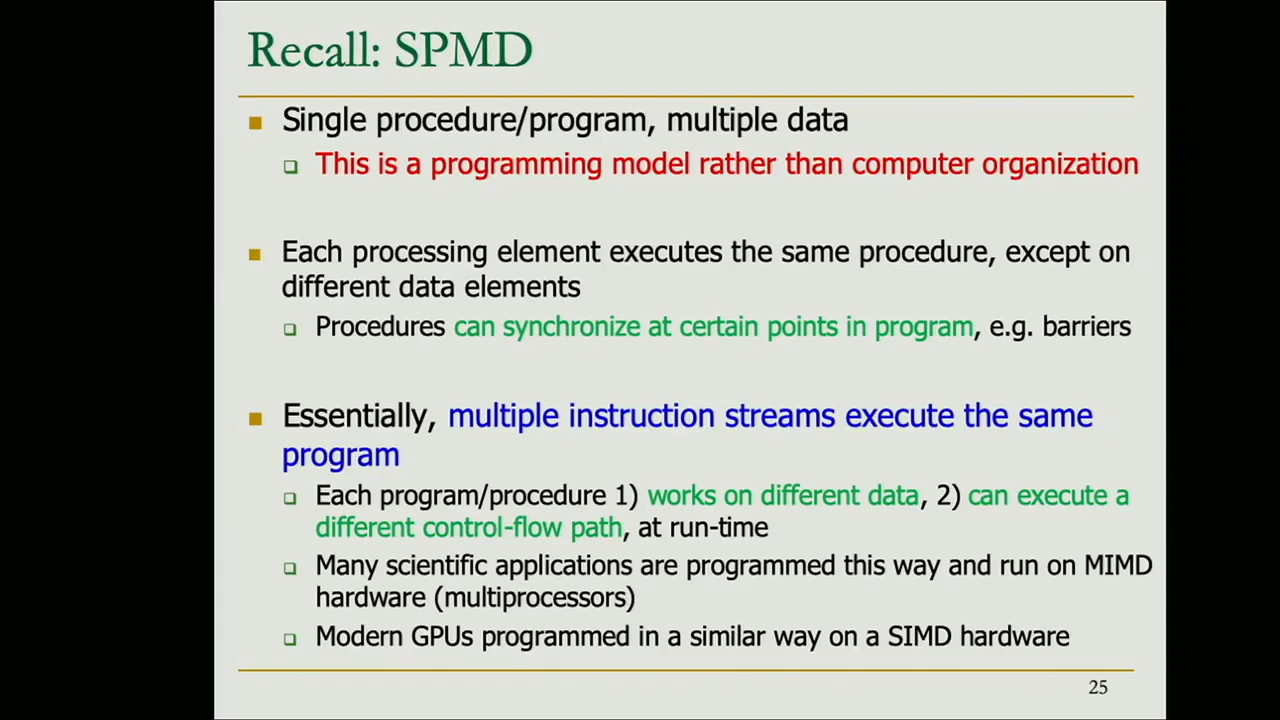 Recall: SPMD
Single procedure/program, multiple data
This is a programming model rather than computer organization
Each processing element executes the same procedure, except on
different data elements
Procedures can synchronize at certain points in program, e.g. barriers
Essentially, multiple instruction streams execute the same
program
Each program/procedure 1) works on different data, 2) can execute a
different control-flow path, at run-time
Many scientific applications are programmed this way and run on MIMD
hardware (multiprocessors)
Modern GPUs programmed in a similar way on a SIMD hardware
25